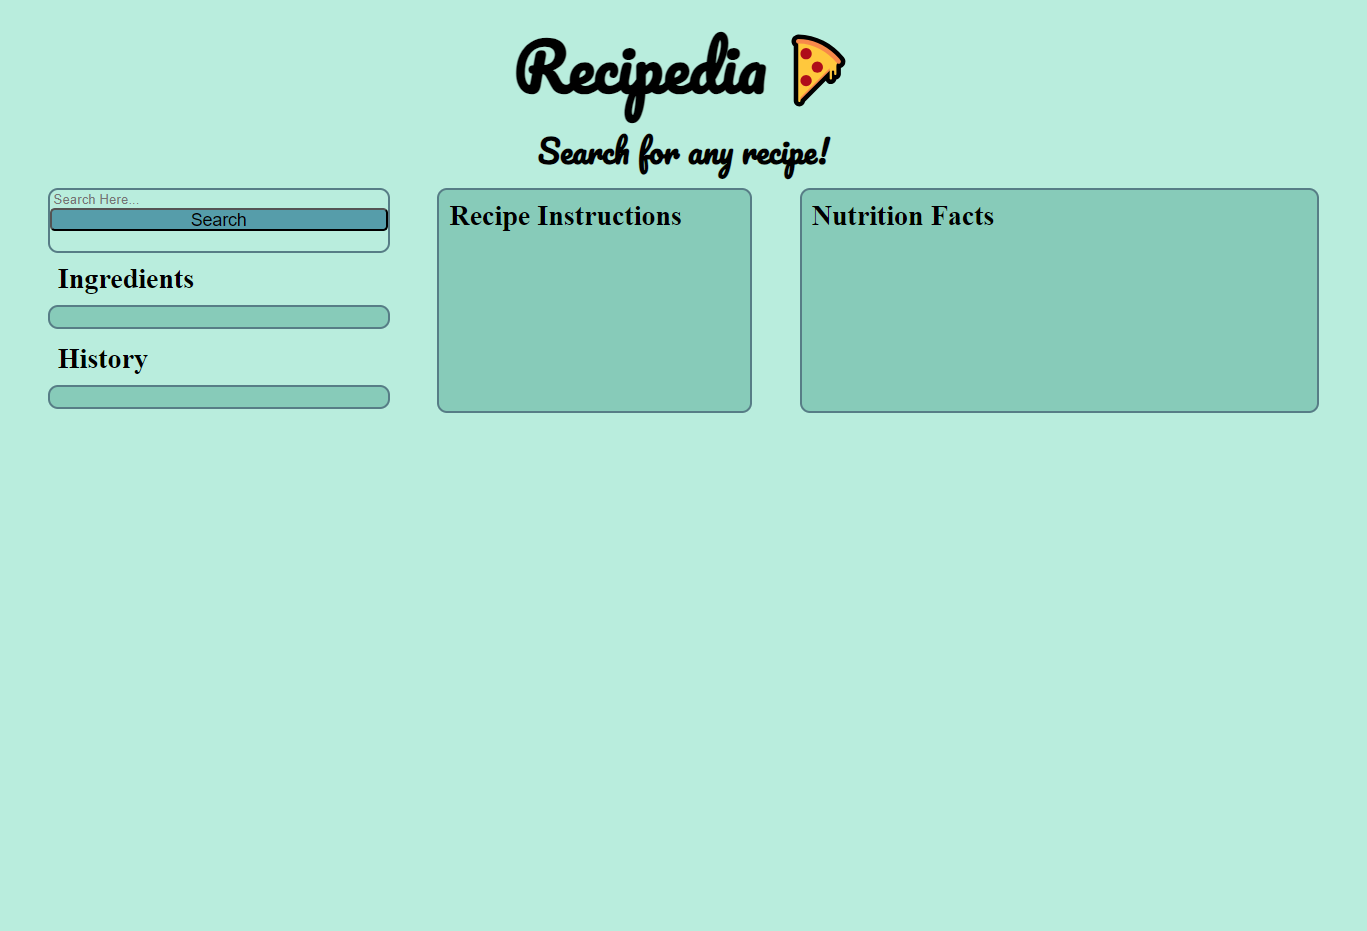 Recipedia
Search for any recipe!
Search Here...
Search
Ingredients
History
Recipe Instructions
Nutrition Facts